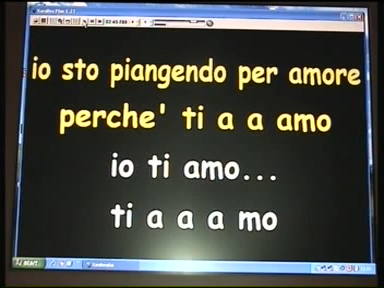 io sto piangendo per amore
perche' ti a a amo
io ti amo...
ti a a a mo